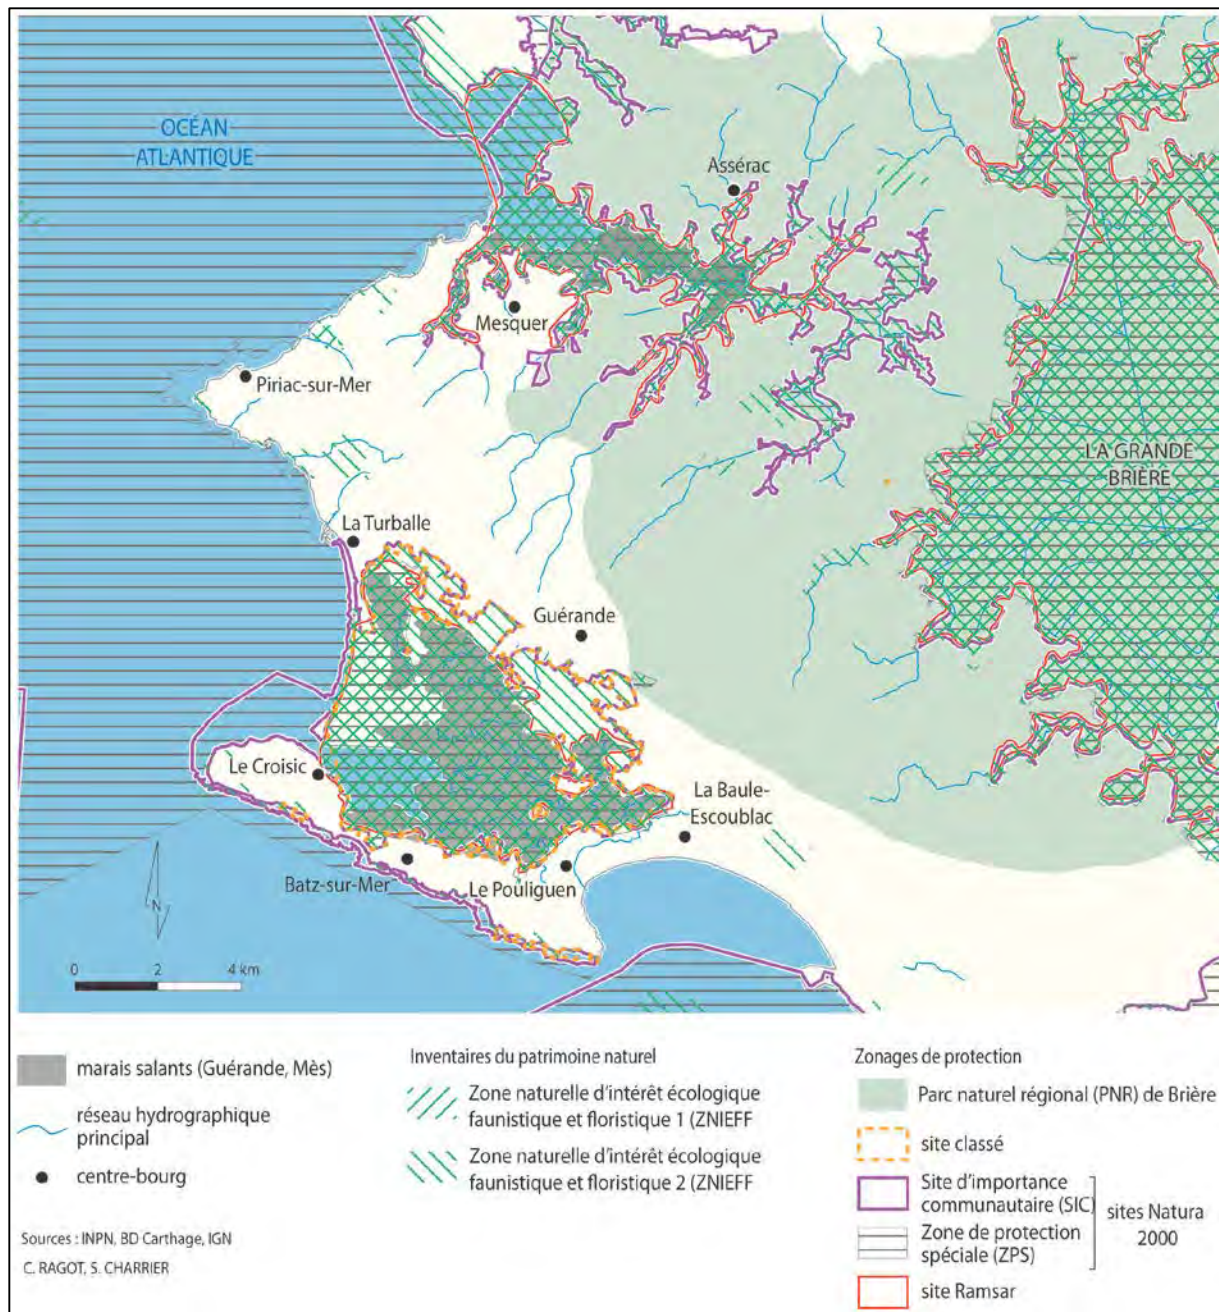 OCÉAN
ATLANTIQUE
Assérac
Mesquer
Piriac-sur-Mer
LA GRANDE
BRIÈRE
La Turballe
Guérande
Le Croisic
La Baule-
Escoublac
Batz-sur-Mer
Le Pouliguen
N
0 2 4 km
marais salants (Guérande, Mès)
réseau hydrographique
principal
centre-bourg
Sources : INPN, BD Carthage, IGN
C. RAGOT, S. CHARRIER
Inventaires du patrimoine naturel
Zone naturelle d'intérêt écologique
faunistique et floristique 1 (ZNIEFF
Zone naturelle d'intérêt écologique
faunistique et floristique 2 (ZNIEFF
Zonages de protection
Parc naturel régional (PNR) de Brière
site classé
Site d'importance
communautaire (SIC)
Zone de protection
spéciale (ZPS)
sites Natura
2000
site Ramsar